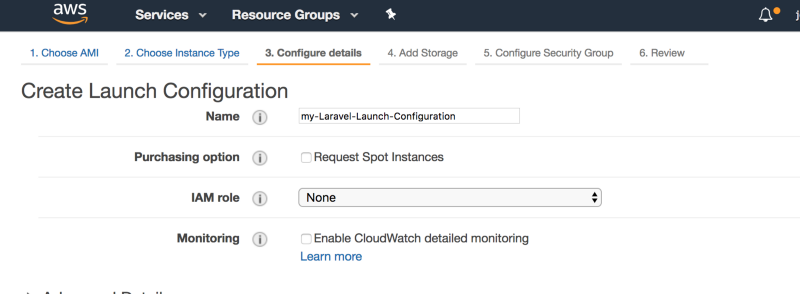 aws
Services
Resource Groups
1. Choose AMI
2. Choose Instance Type
3. Configure details
4. Add Storage
5. Configure Security Group
6. Review
Create Launch Configuration
Name
my-Laravel-Launch-Configuration
Purchasing option
Request Spot Instances
IAM role
None
Monitoring
Enable CloudWatch detailed monitoring
Learn more